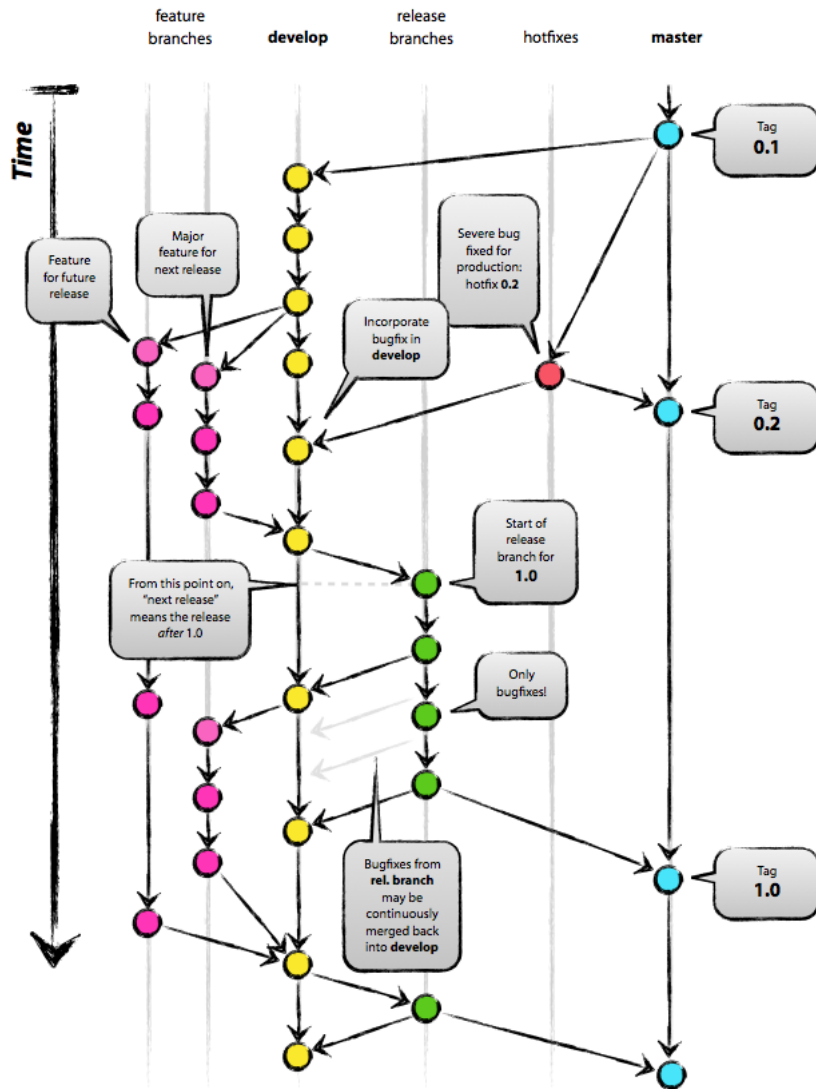 feature
branches
develop
release
branches
hotfixes
master
Time
Tag
0.1
Major
feature for
next release
Severe bug
fixed for
production:
hotfix 0.2
Feature
for future
release
Incorporate
bugfix in
develop
Tag
0.2
Start of
release
branch for
1.0
From this point on,
“next release”
means the release
after 1.0
Only
bugfixes!
Bugfixes from
rel. branch
may be
continuously
merged back
into develop
Tag
1.0